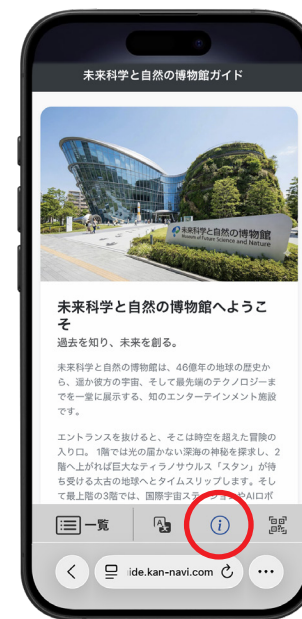 未来科学と自然の博物館ガイド
未来科学と自然の博物館
Museum of Future Science and Nature
未来科学と自然の博物館へようこ
そ
過去を知り、未来を創る。
未来科学と自然の博物館は、46億年の地球の歴史か
ら、遥か彼方の宇宙、そして最先端のテクノロジーま
でを一堂に展示する、知のエンターテインメント施設
です。
エントランスを抜けると、そこは時空を超えた冒険の
入り口。1階では光の届かない深海の神秘を探求し、2
階へ上がれば巨大なティラノサウルス「スタン」が待
ち受ける太古の地球へとタイムスリップします。そし
て最上階の3階では、国際宇宙ステーションやAIロボ
一覧
A あ
i
ide.kan-navi.com